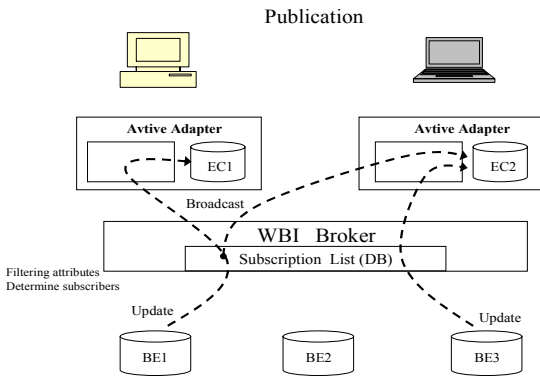 Publication
Avtive Adapter
Avtive Adapter
EC1
EC2
Broadcast
WBI Broker
Subscription List (DB)
Filtering attributes
Determine subscribers
Update
Update
BE1
BE2
BE3